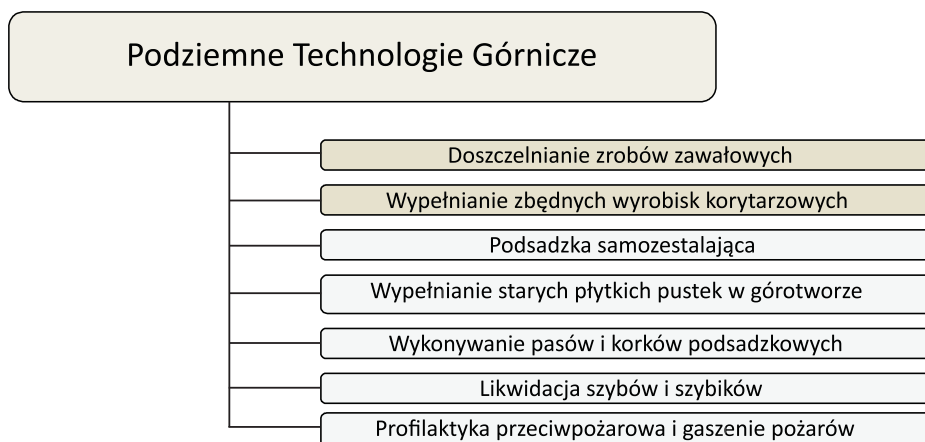 Podziemne Technologie Górnicze
Doszczelnianie zrobów zawałowych
Wypełnianie zbędnych wyrobisk korytarzowych
Podsadzka samozestalająca
Wypełnianie starych płytkich pustek w górotworze
Wykonywanie pasów i korków podsadzkowych
Likwidacja szybów i szybików
Profilaktyka przeciwpożarowa i gaszenie pożarów